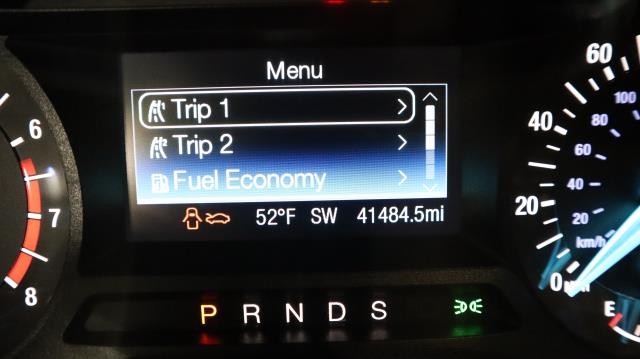 Menu
Trip 1
Trip 2
Fuel Economy
52°F SW 41484.5mi
P R N D S
6
7
8
60
40
20
0
100
80
60
40
20
km/h
E